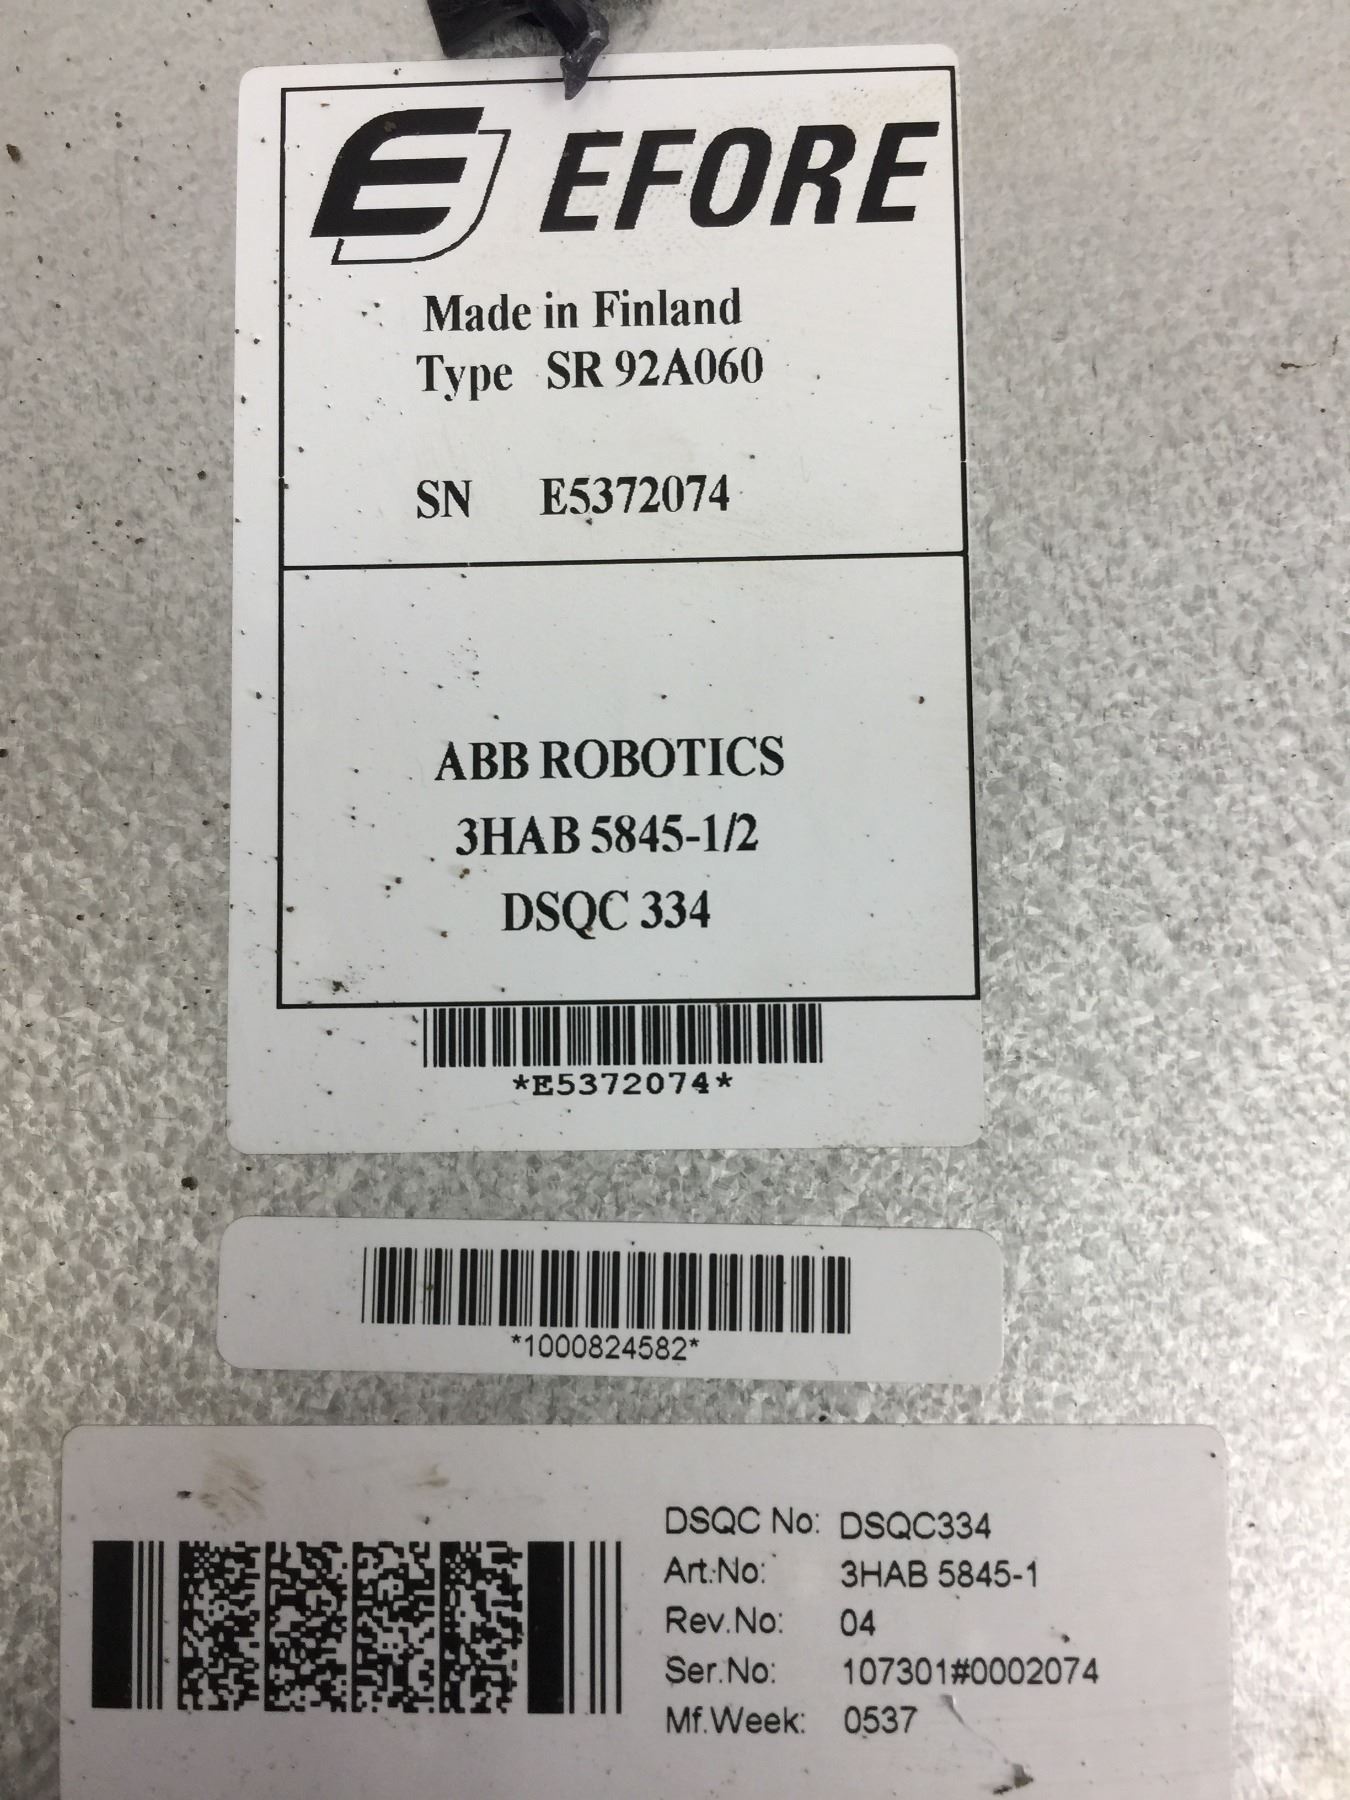 EFORE
Made in Finland
Type SR 92A060
SN E5372074
ABB ROBOTICS
3HAB 5845-1/2
DSQC 334
*E5372074*
*1000824582*
DSQC No: DSQC334
Art.No: 3HAB 5845-1
Rev.No: 04
Ser.No: 107301#0002074
Mf.Week: 0537